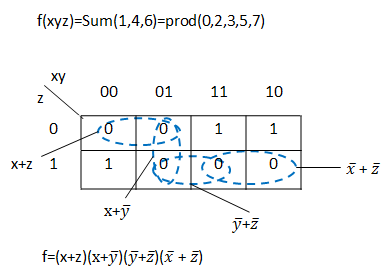 f(xyz)=Sum(1,4,6)=prod(0,2,3,5,7)
xy
z
00 01 11 10
0 0 0 1 1
x+z 1 1 0 0 0 x̄ + z̄
x+ȳ
ȳ+z̄
f=(x+z)(x+ȳ)(ȳ+z̄)(x̄ + z̄)